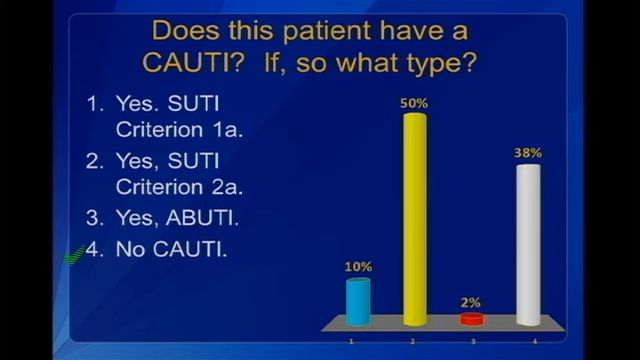 Does this patient have a
CAUTI? If, so what type?
1. Yes. SUTI
Criterion 1a.
2. Yes, SUTI
Criterion 2a.
3. Yes, ABUTI.
4. No CAUTI.
10%
50%
2%
38%
1 2 3 4